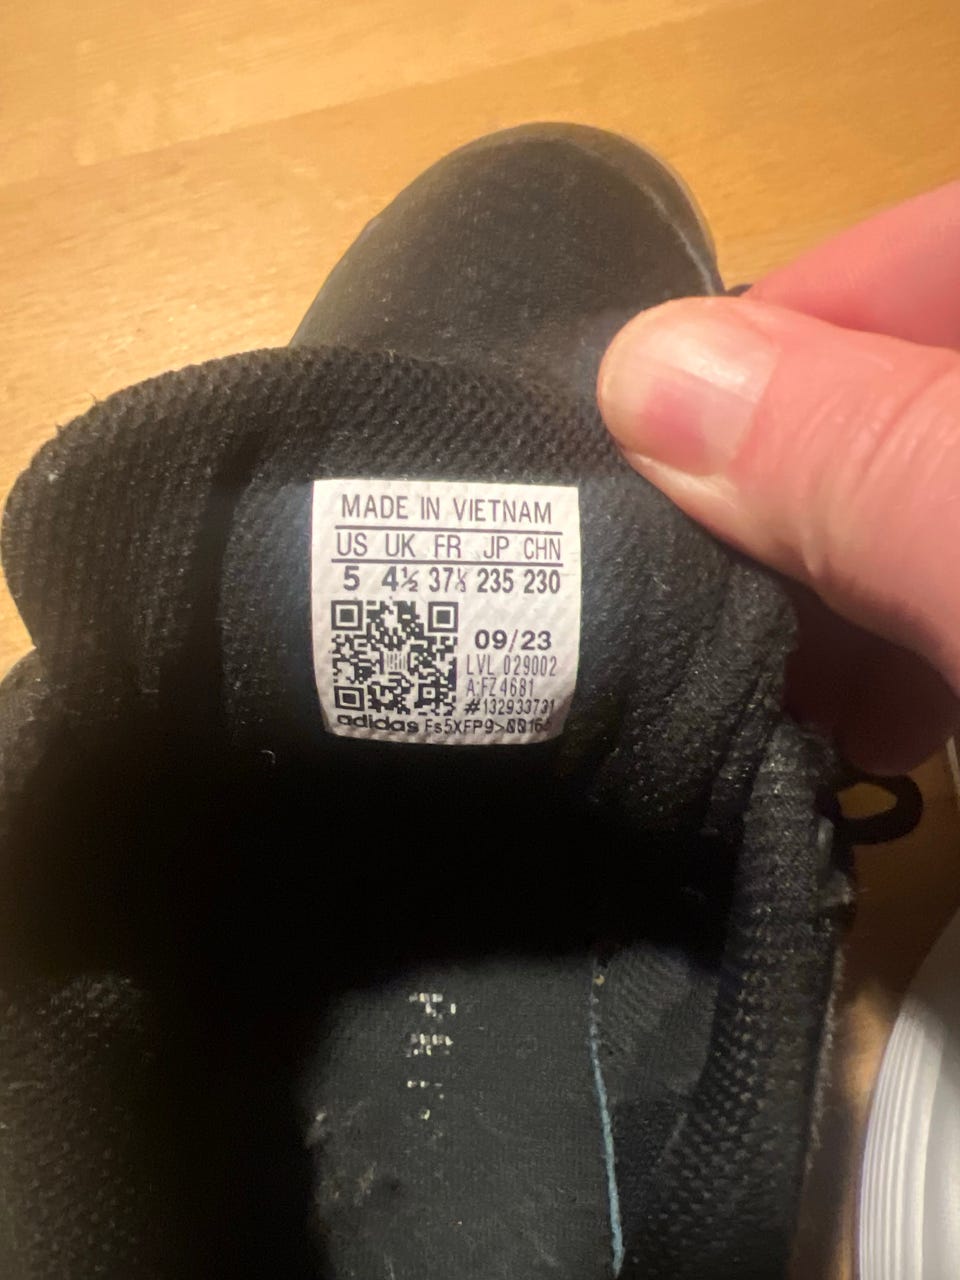 MADE IN VIETNAM
US UK FR JP CHN
5 4½ 37⅓ 235 230
09/23
LVL 029002
A:FZ4681
#132933731
adidas